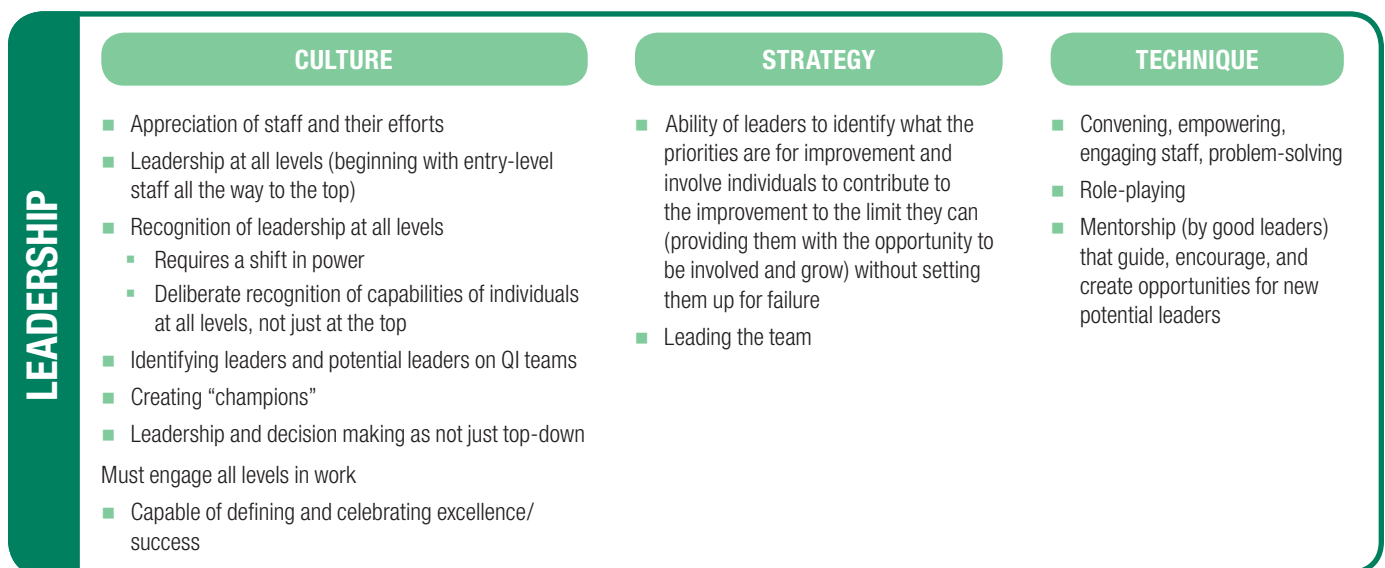 LEADERSHIP
CULTURE
■ Appreciation of staff and their efforts
■ Leadership at all levels (beginning with entry-level
staff all the way to the top)
■ Recognition of leadership at all levels
■ Requires a shift in power
■ Deliberate recognition of capabilities of individuals
at all levels, not just at the top
■ Identifying leaders and potential leaders on QI teams
■ Creating “champions”
■ Leadership and decision making as not just top-down
Must engage all levels in work
■ Capable of defining and celebrating excellence/
success
STRATEGY
■ Ability of leaders to identify what the
priorities are for improvement and
involve individuals to contribute to
the improvement to the limit they can
(providing them with the opportunity to
be involved and grow) without setting
them up for failure
■ Leading the team
TECHNIQUE
■ Convening, empowering,
engaging staff, problem-solving
■ Role-playing
■ Mentorship (by good leaders)
that guide, encourage, and
create opportunities for new
potential leaders